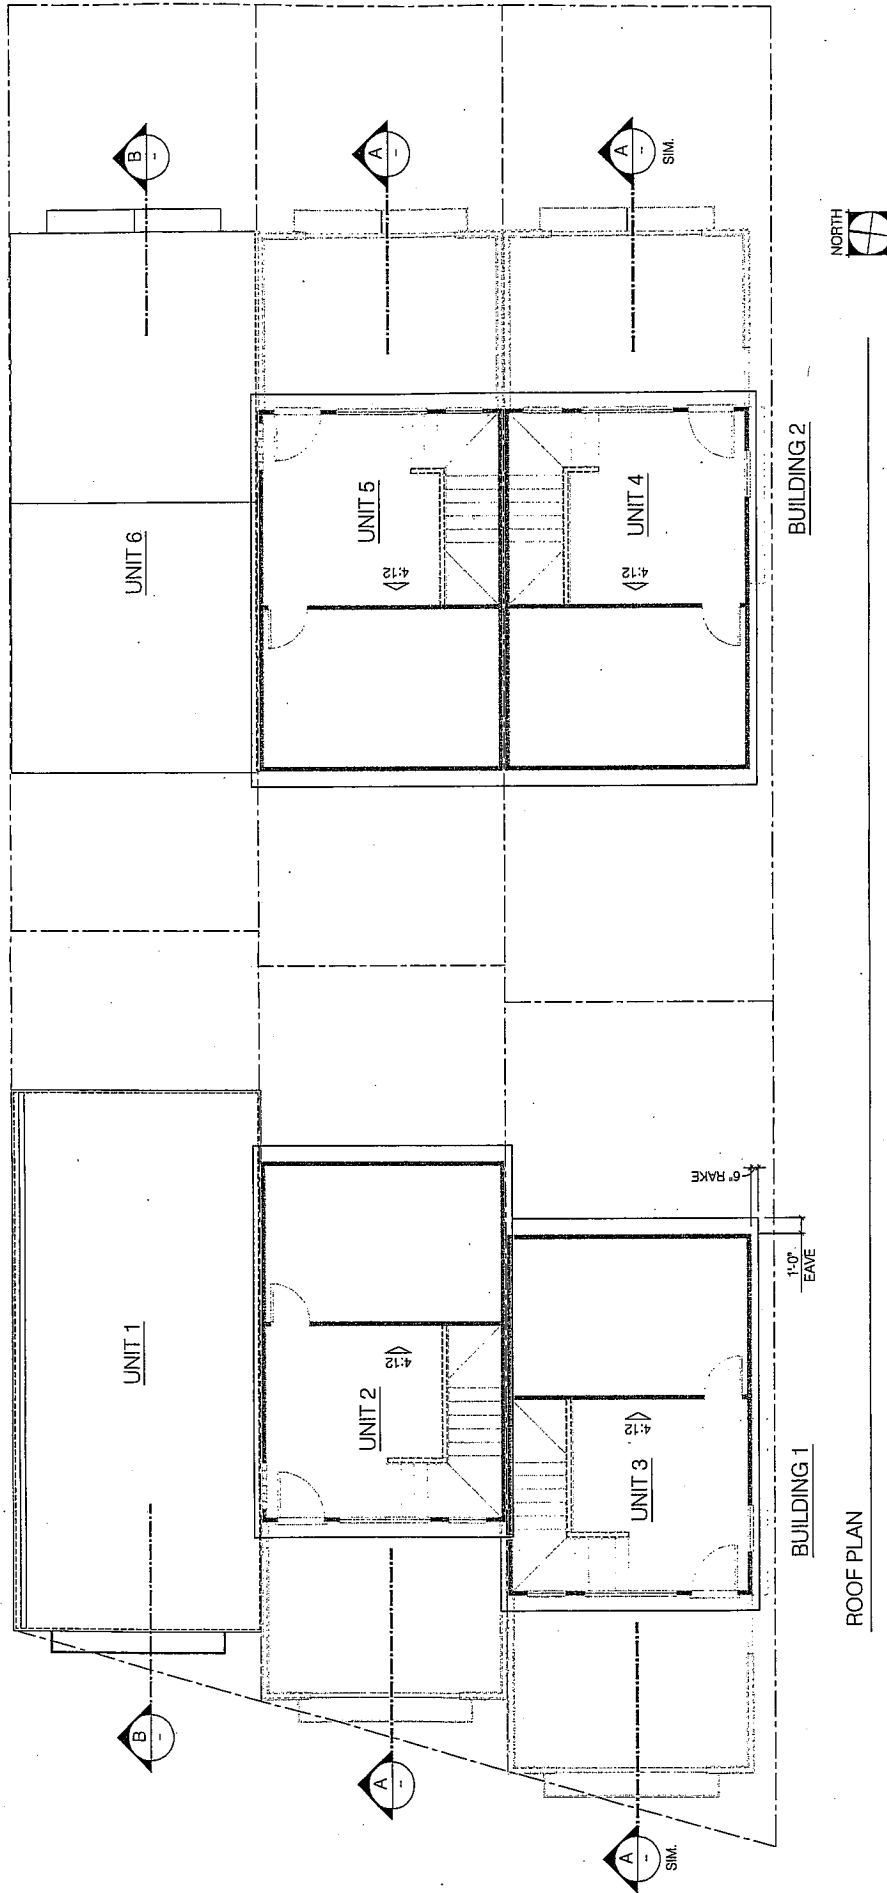 B
-
A
-
A
-
SIM.
NORTH
UNIT 6
UNIT 5
4:12
UNIT 4
4:12
BUILDING 2
UNIT 1
UNIT 2
4:12
UNIT 3
4:12
6" RAKE
1'-0"
EAVE
BUILDING 1
B
-
A
-
A
-
SIM.
ROOF PLAN